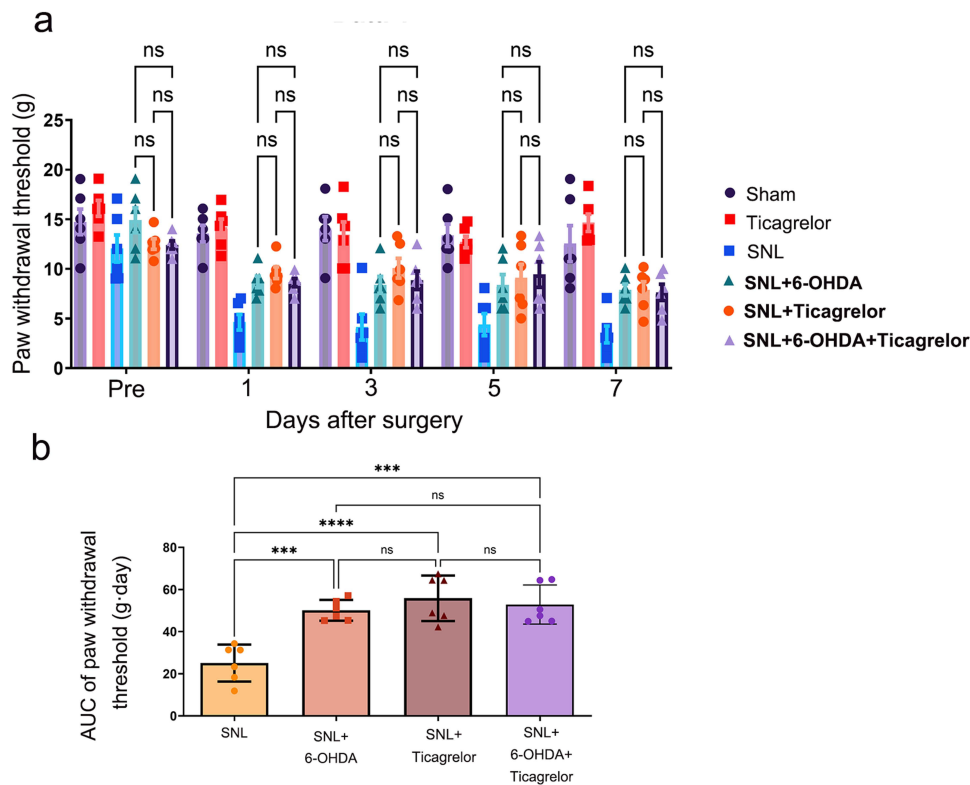 a
ns ns ns ns ns
ns ns ns ns ns
ns ns ns ns ns
Paw withdrawal threshold (g)
25
20
15
10
5
0
Pre 1 3 5 7
Days after surgery
Sham
Ticagrelor
SNL
SNL+6-OHDA
SNL+Ticagrelor
SNL+6-OHDA+Ticagrelor
b
***
ns
****
*** ns ns
AUC of paw withdrawal
threshold (g·day)
80
60
40
20
0
SNL SNL+ SNL+ SNL+
6-OHDA Ticagrelor 6-OHDA+
Ticagrelor